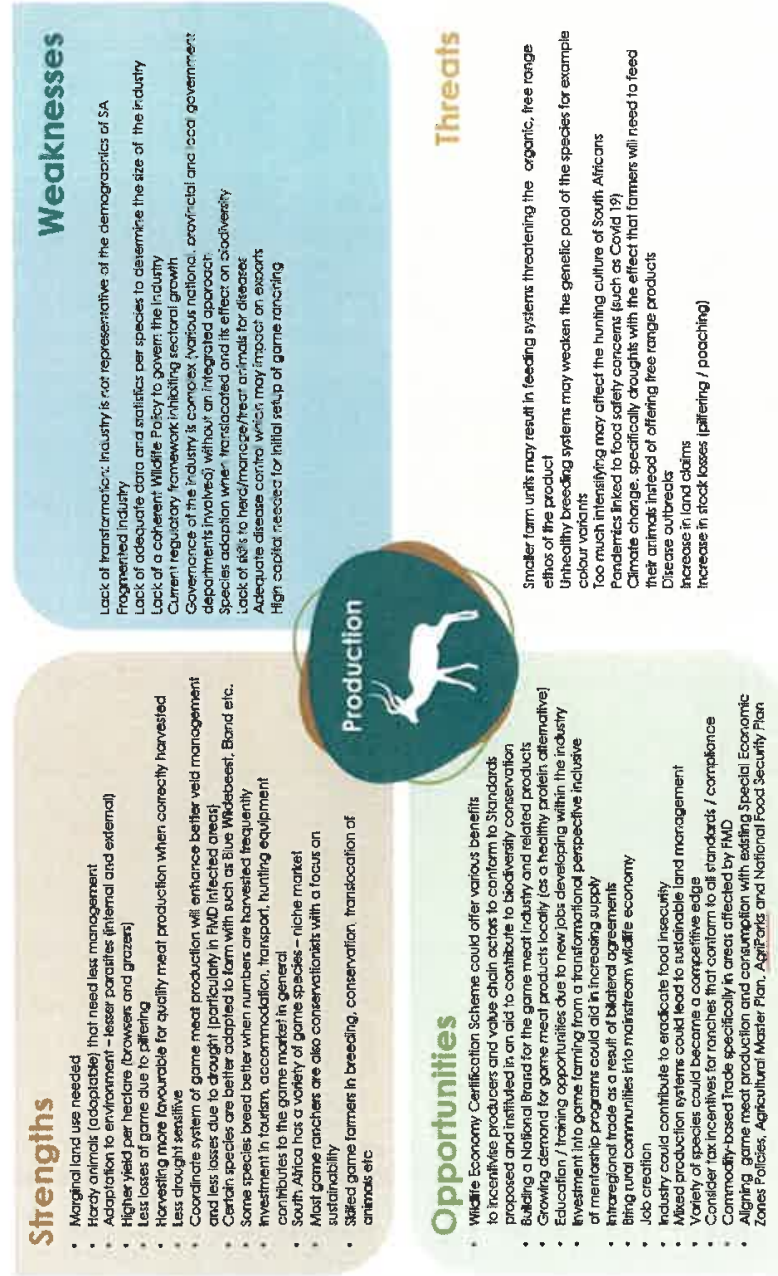 Strengths
• Marginal land use needed
• Hardy animals (adaptable) that need less management
• Adaptation to environment – lesser parasites (internal and external)
• Higher yield per hectare (browsers and grazers)
• Less losses of game due to pilfering
• Harvesting more favourable for quality meat production when correctly harvested
Less drought sensitive
• Coordinate system of game meat production will enhance better veld management
and less losses due to drought (particularly in FMD infected areas)
• Certain species are better adapted to farm with such as Blue Wildebeest, Eland etc.
• Some species breed better when numbers are harvested frequently
• Investment in tourism, accommodation, transport, hunting equipment
contributes to the game market in general
• South Africa has a variety of game species – niche market
• Most game ranchers are also conservationists with a focus on
sustainability
• Skilled game farmers in breeding, conservation, translocation of
animals etc
Weaknesses
Lack of transformation: industry is not representative of the demographics of SA
Fragmented industry
Lack of adequate data and statistics per species to determine the size of the industry
Lack of a coherent Wildlife Policy to govern the Industry
Current regulatory framework inhibiting sectoral growth
Governance of the industry is complex (various national, provincial and local government
departments involved) without an integrated approach
Species adaption when translocated and its effect on biodiversity
Lack of skills to herd/manage/treat animals for diseases
Adequate disease control which may impact on exports
High capital needed for initial setup of game ranching
Production
Opportunities
• Wildlife Economy Certification Scheme could offer various benefits
to incentivise producers and value chain actors to conform to Standards
proposed and instituted in an aid to contribute to biodiversity conservation
• Building a National Brand for the game meat industry and related products
• Growing demand for game meat products locally (as a healthy protein alternative)
• Education / training opportunities due to new jobs developing within the industry
• Investment into game farming from a transformational perspective inclusive
of mentorship programs could aid in increasing supply
• Intraregional trade as a result of bilateral agreements
• Bring rural communities into mainstream wildlife economy
• Job creation
• Industry could contribute to eradicate food insecurity
• Mixed production systems could lead to sustainable land management
• Variety of species could become a competitive edge
• Consider tax incentives for ranches that conform to all standards / compliance
• Commodity-based Trade specifically in areas affected by FMD
• Aligning game meat production and consumption with existing Special Economic
Zones Policies, Agricultural Master Plan, AgriParks and National Food Security Plan
Threats
Smaller farm units may result in feeding systems threatening the organic, free range
ethos of the product
Unhealthy breeding systems may weaken the genetic pool of the species for example
colour variants
Too much intensifying may affect the hunting culture of South Africans
Pandemics linked to food safety concerns (such as Covid 19)
Climate change, specifically droughts with the effect that farmers will need to feed
their animals instead of offering free range products
Disease outbreaks
Increase in land claims
Increase in stock losses (pilfering / poaching)